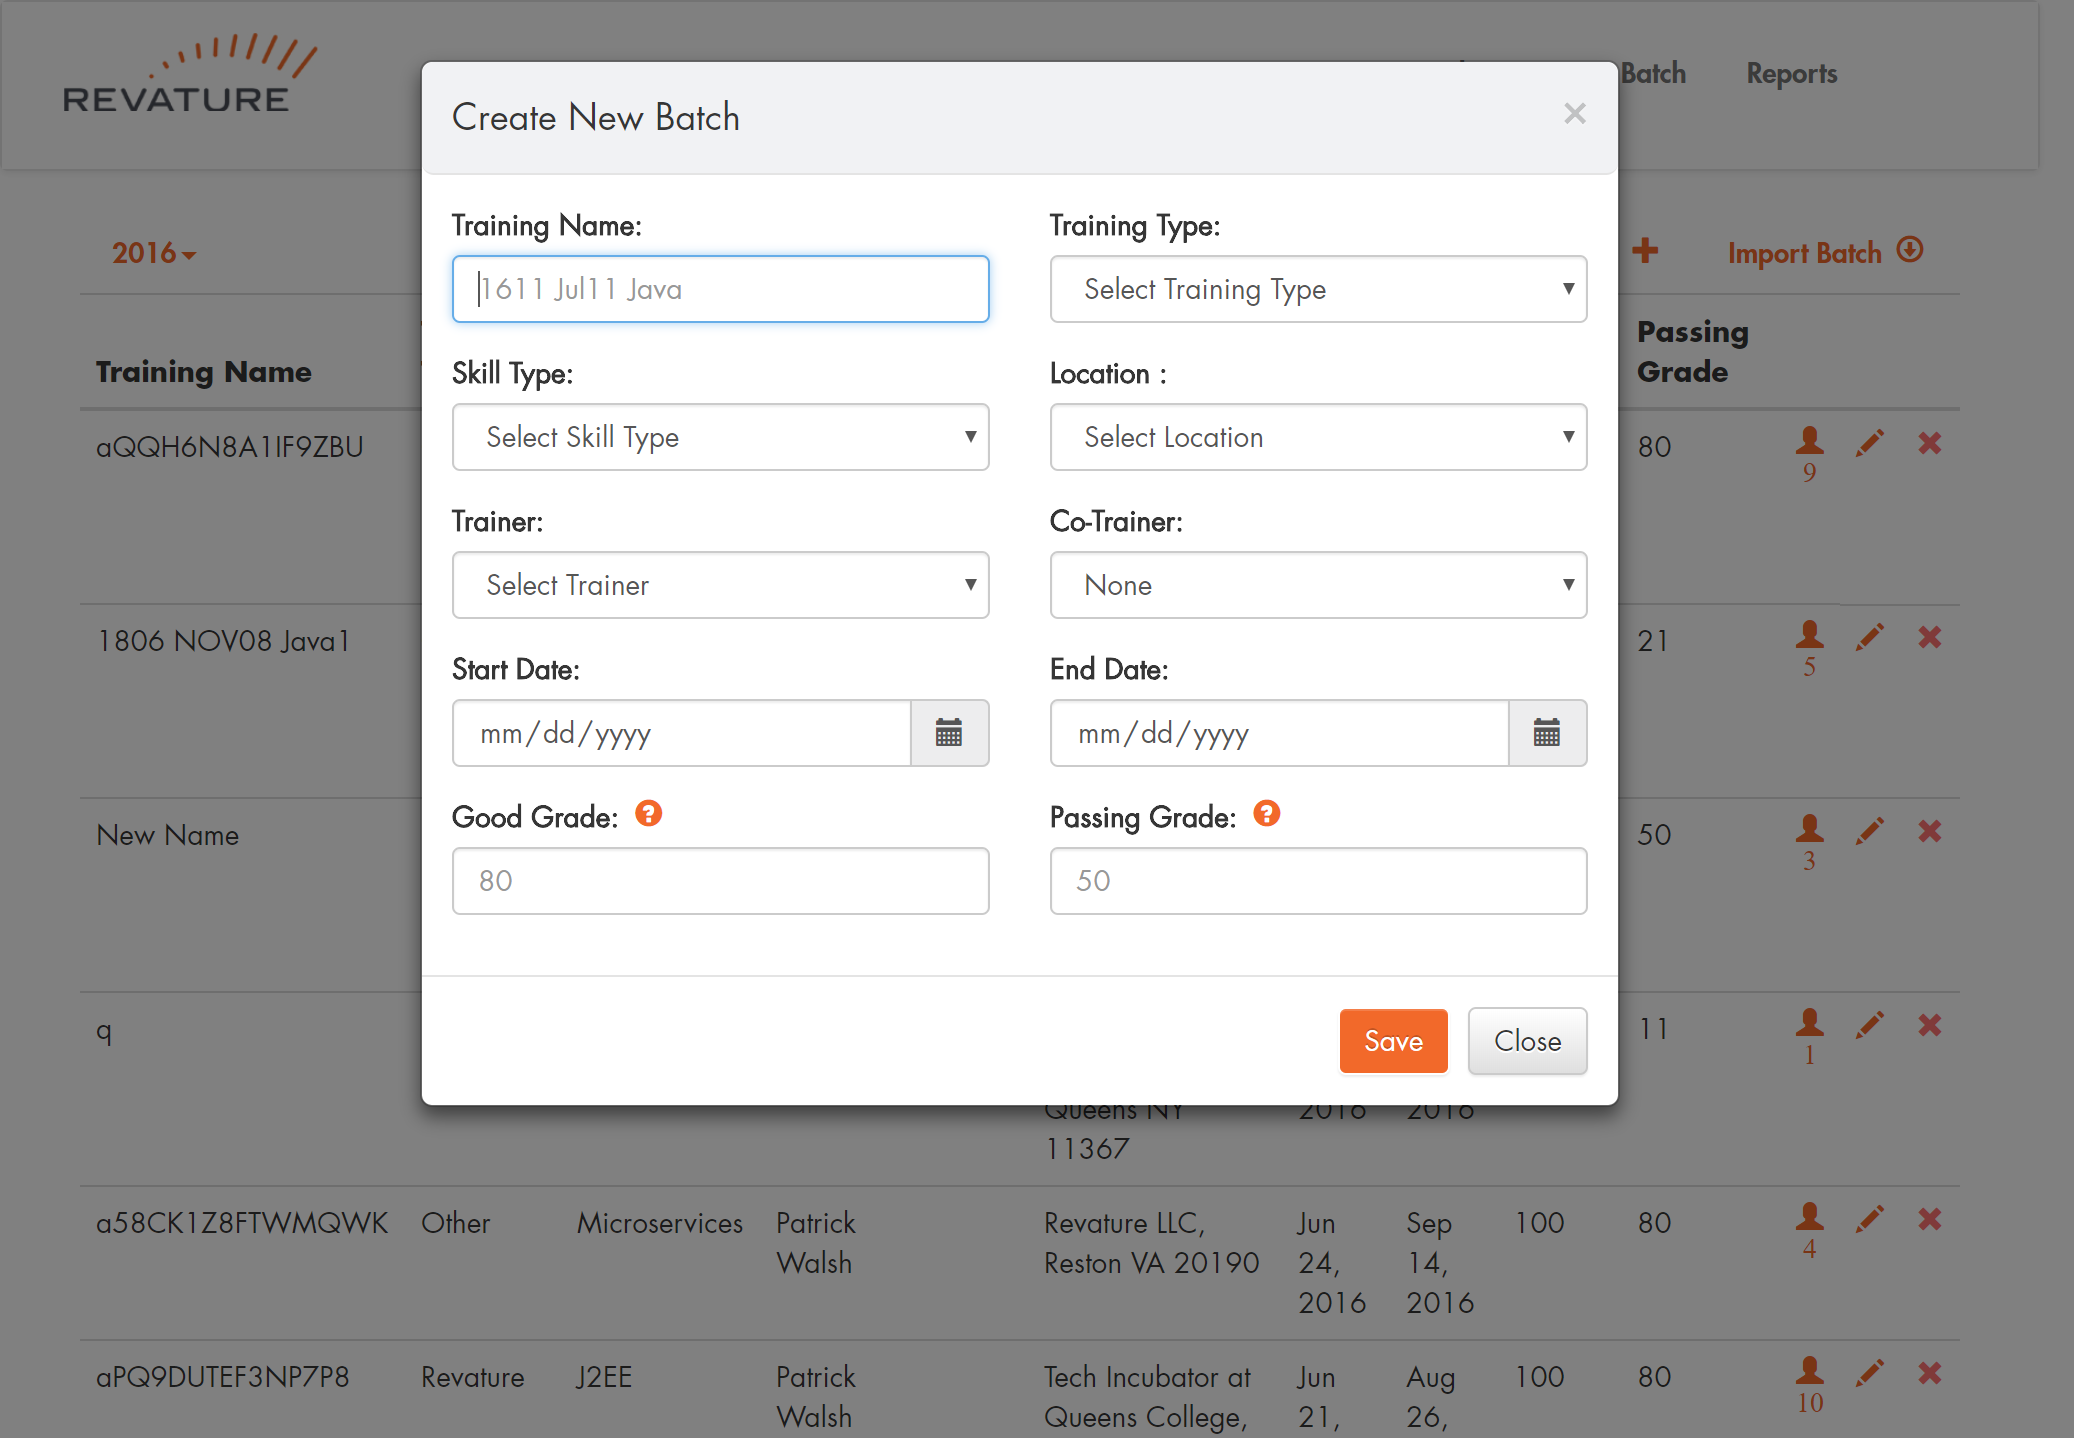 REVATURE
Batch Reports
Create New Batch
2016
Import Batch
Training Name:
Training Type:
1611 Jul11 Java
Select Training Type
Training Name
Passing
Grade
Skill Type:
Location :
Select Skill Type
Select Location
aQQH6N8A1IF9ZBU
80
9
Trainer:
Co-Trainer:
Select Trainer
None
1806 NOV08 Java1
21
5
Start Date:
End Date:
mm/dd/yyyy
mm/dd/yyyy
Good Grade: ?
Passing Grade: ?
80
50
New Name
50
3
q
11
1
Save
Close
Queens NY 2016 2016
11367
a58CK1Z8FTWMQWK Other Microservices Patrick Revature LLC, Jun Sep 100 80
Walsh Reston VA 20190 24, 14,
4
2016 2016
aPQ9DUTEF3NP7P8 Revature J2EE Patrick Tech Incubator at Jun Aug 100 80
Walsh Queens College, 21, 26,
10